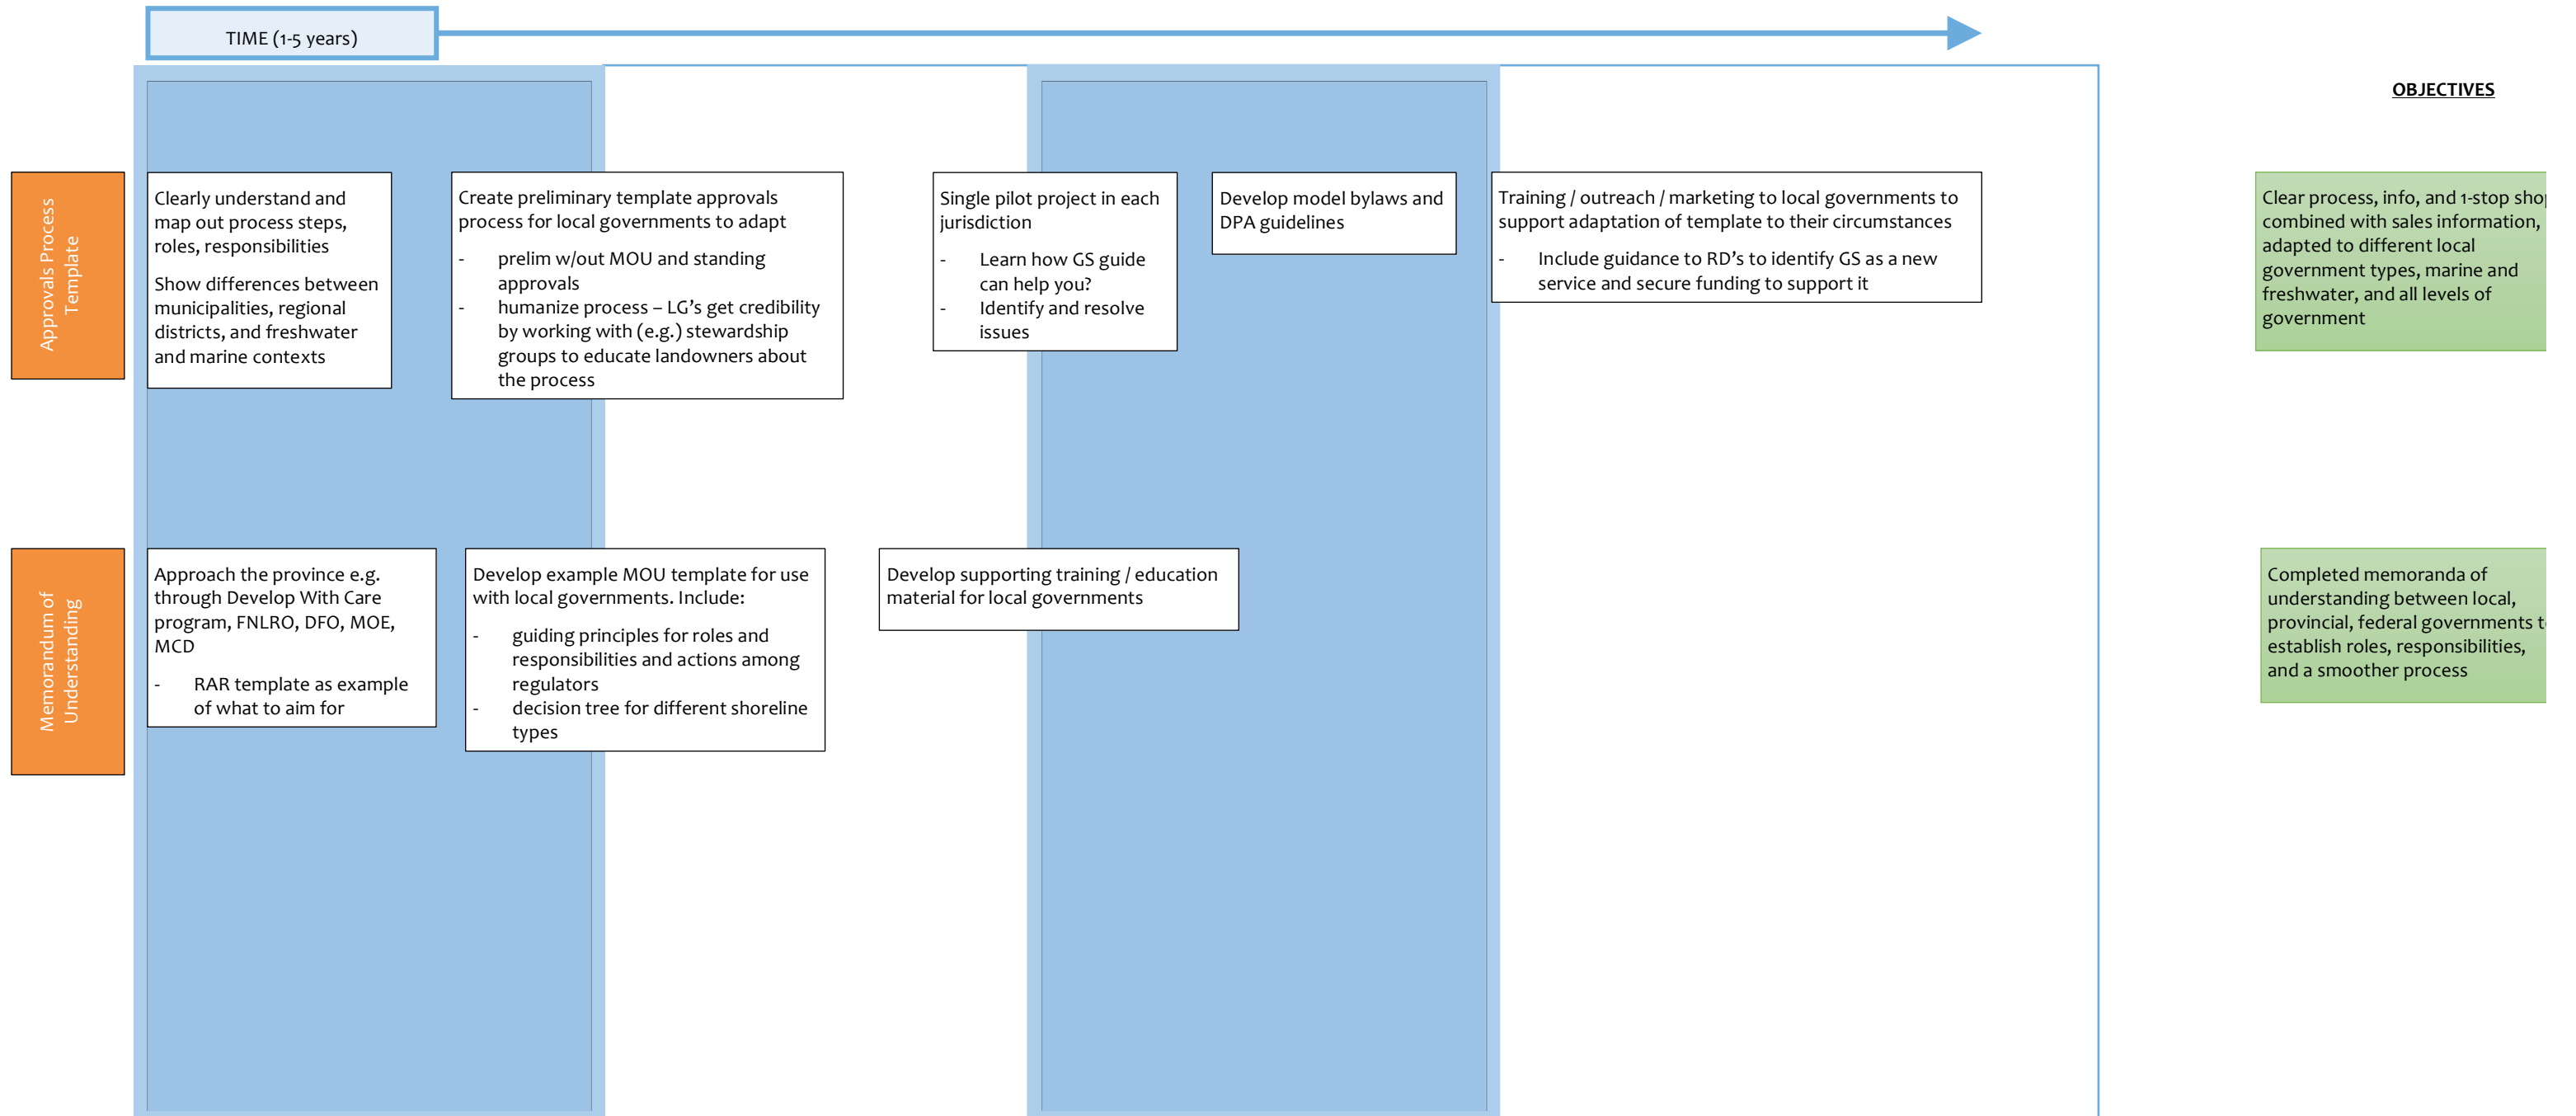 TIME (1-5 years)
OBJECTIVES
Approvals Process
Template
Clearly understand and
map out process steps,
roles, responsibilities
Show differences between
municipalities, regional
districts, and freshwater
and marine contexts
Create preliminary template approvals
process for local governments to adapt
- prelim w/out MOU and standing
approvals
- humanize process – LG's get credibility
by working with (e.g.) stewardship
groups to educate landowners about
the process
Single pilot project in each
jurisdiction
- Learn how GS guide
can help you?
- Identify and resolve
issues
Develop model bylaws and
DPA guidelines
Training / outreach / marketing to local governments to
support adaptation of template to their circumstances
- Include guidance to RD's to identify GS as a new
service and secure funding to support it
Clear process, info, and 1-stop
combined with sales information,
adapted to different local
government types, marine and
freshwater, and all levels of
government
Memorandum of
Understanding
Approach the province e.g.
through Develop With Care
program, FNLRO, DFO, MOE,
MCD
- RAR template as example
of what to aim for
Develop example MOU template for use
with local governments. Include:
- guiding principles for roles and
responsibilities and actions among
regulators
- decision tree for different shoreline
types
Develop supporting training / education
material for local governments
Completed memoranda of
understanding between local,
provincial, federal governments
establish roles, responsibilities,
and a smoother process